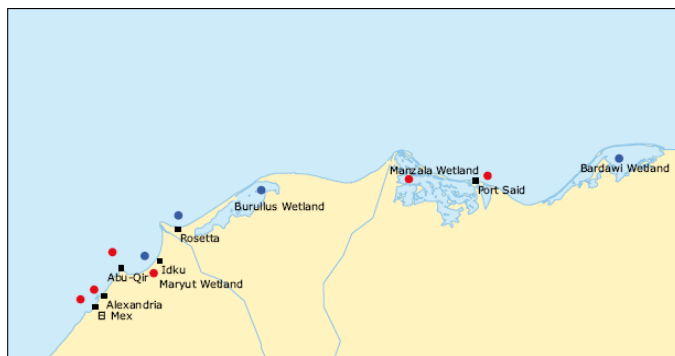 Manzala Wetland
Bardawi Wetland
Port Said
Burullus Wetland
Rosetta
Idku
Abu-Qir
Maryut Wetland
Alexandria
El Mex